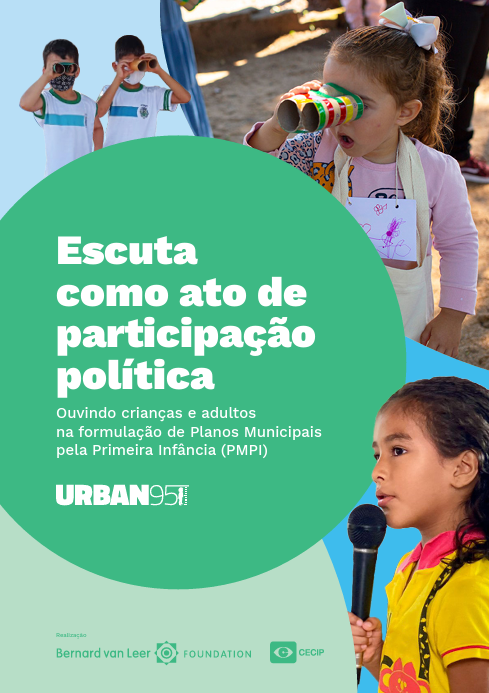 Escuta
como ato de
participação
política
Ouvindo crianças e adultos
na formulação de Planos Municipais
pela Primeira Infância (PMPI)
URBAN95
Realização:
Bernard van Leer FOUNDATION
CECIP